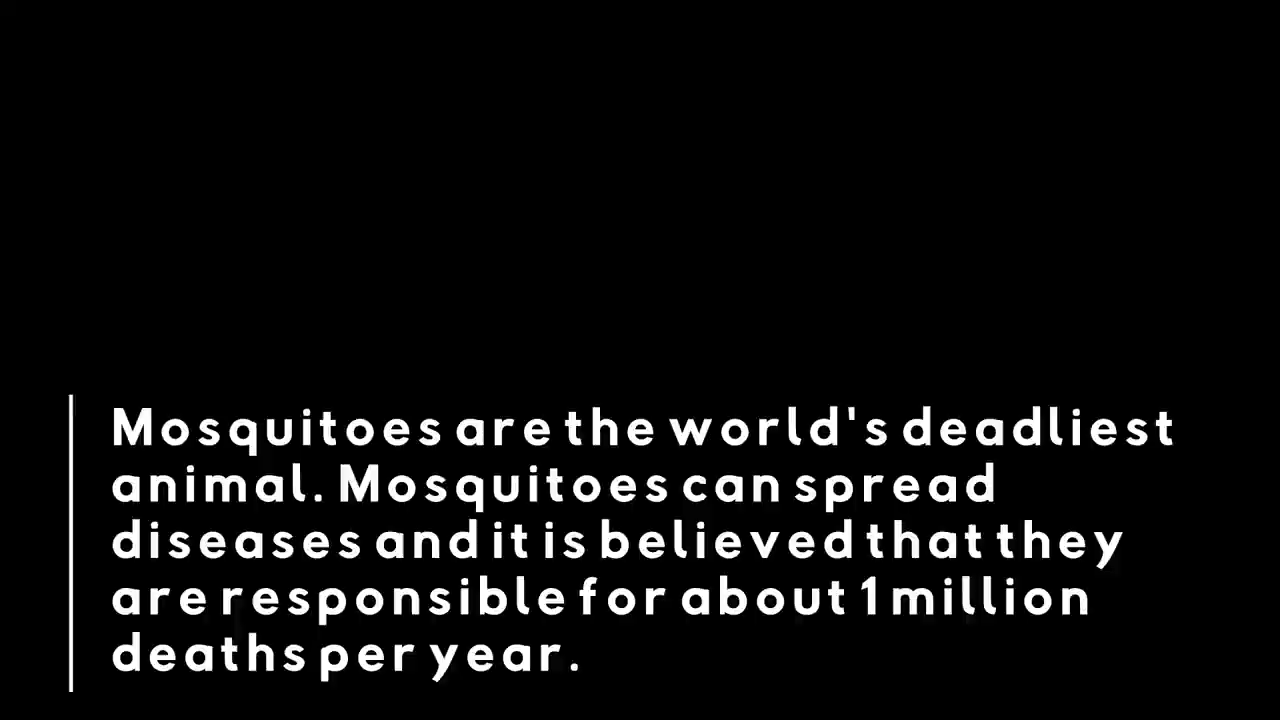 Mosquitoes are the world's deadliest
animal. Mosquitoes can spread
diseases and it is believed that they
are responsible for about 1 million
deaths per year.